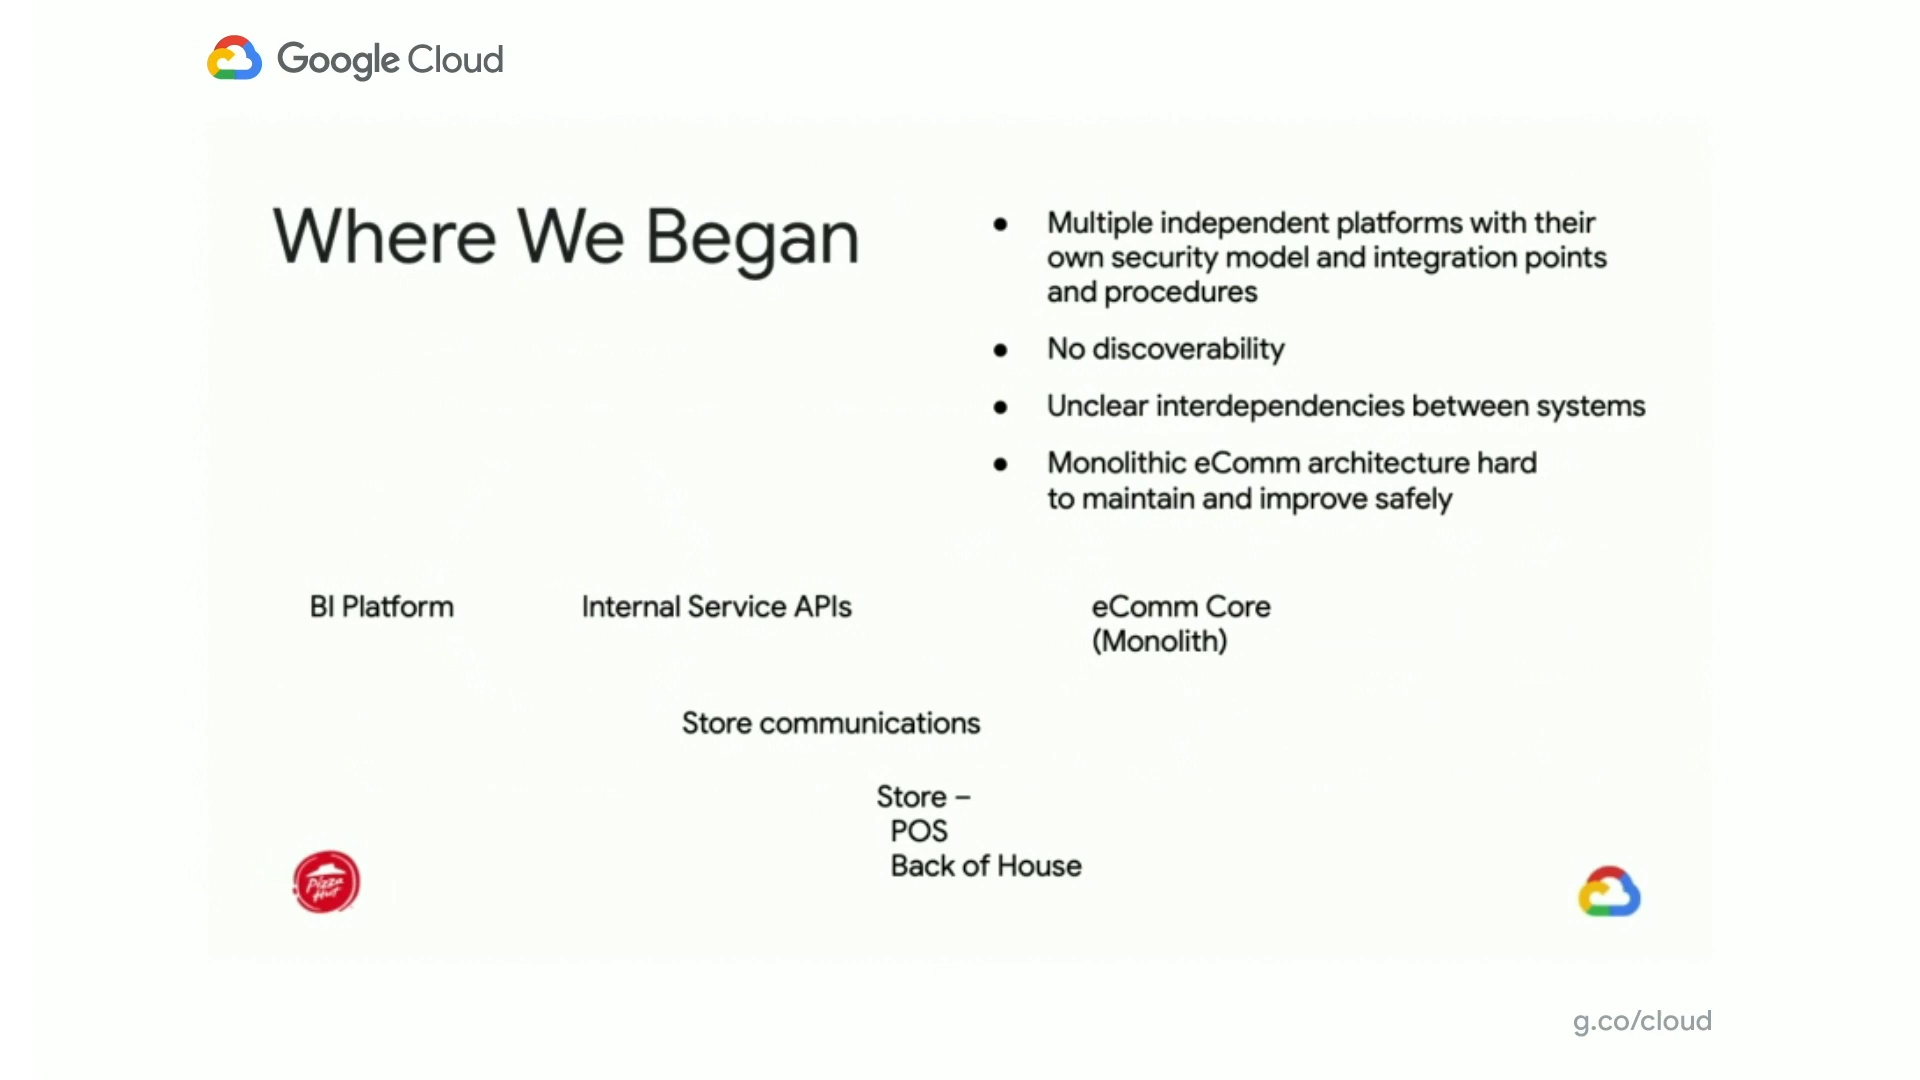 Google Cloud
Where We Began
● Multiple independent platforms with their
own security model and integration points
and procedures
● No discoverability
● Unclear interdependencies between systems
● Monolithic eComm architecture hard
to maintain and improve safely
BI Platform
Internal Service APIs
eComm Core
(Monolith)
Store communications
Store –
POS
Back of House
Pizza
Hut
g.co/cloud